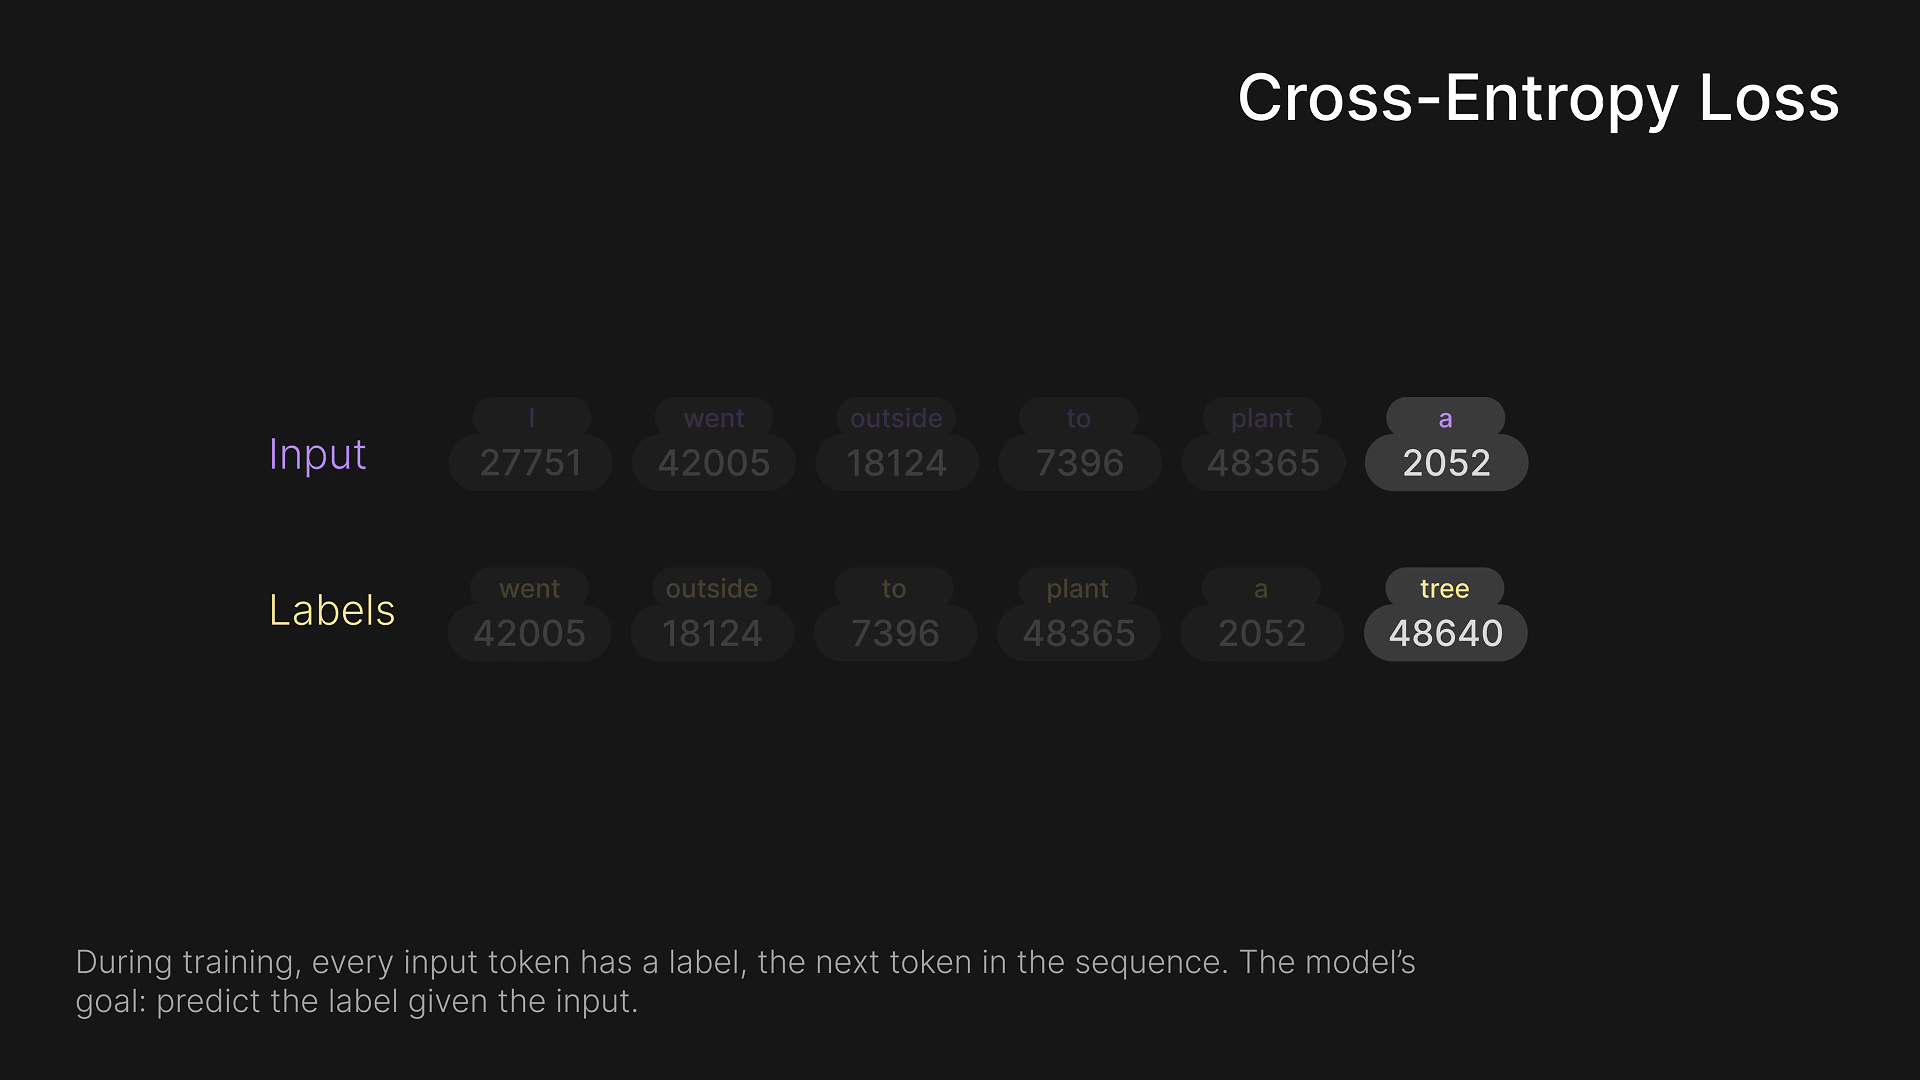 Cross-Entropy Loss
I went outside to plant a
Input 27751 42005 18124 7396 48365 2052
went outside to plant a tree
Labels 42005 18124 7396 48365 2052 48640
During training, every input token has a label, the next token in the sequence. The model’s
goal: predict the label given the input.